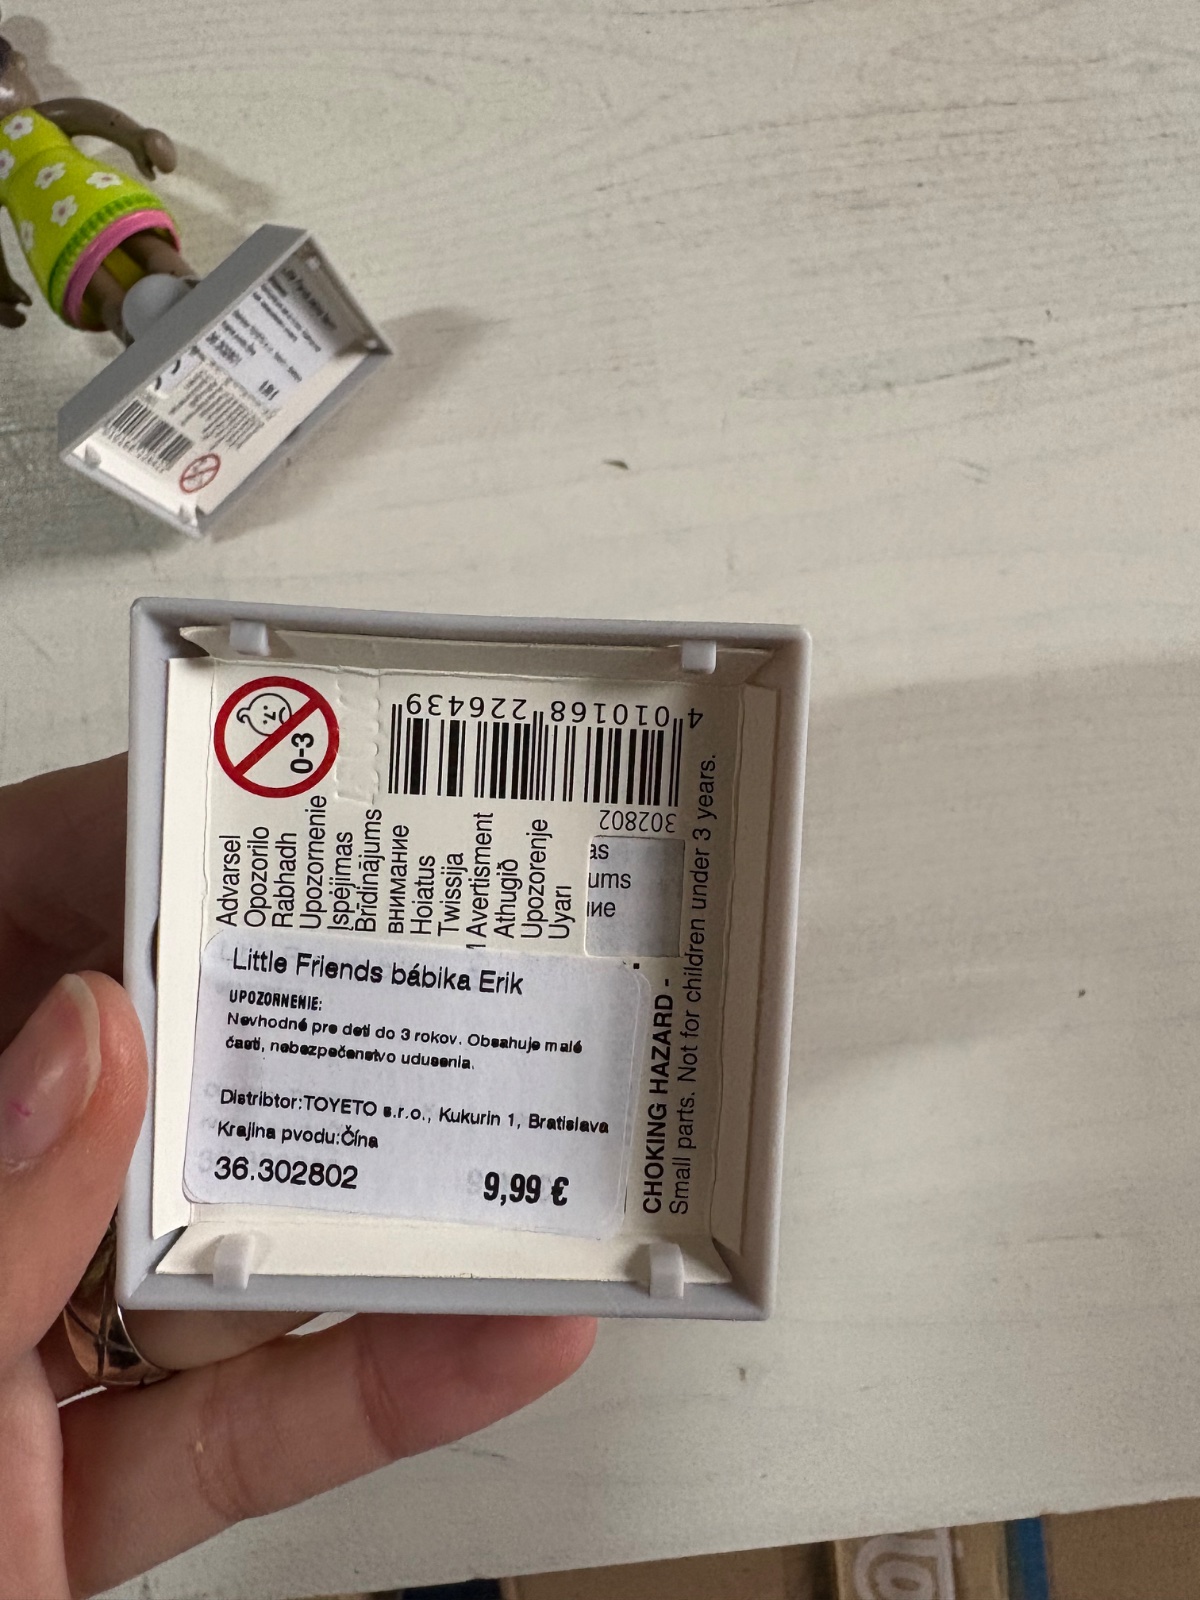 0-3
4 010168 226439
302802
Advarsel
Opozorilo
Rabhadh
Upozornenie
Įspėjimas
Brīdinājums
внимание
Hoiatus
Twissija
Avertisment
Athugið
Upozorenje
Uyarı
as
ums
ие
CHOKING HAZARD -
Small parts. Not for children under 3 years.
Little Friends bábika Erik
UPOZORNENIE:
Nevhodné pre deti do 3 rokov. Obsahuje malé
časti, nebezpečenstvo udusenia.
Distribtor:TOYETO s.r.o., Kukurin 1, Bratislava
Krajina pvodu:Čína
36.302802
9,99 €